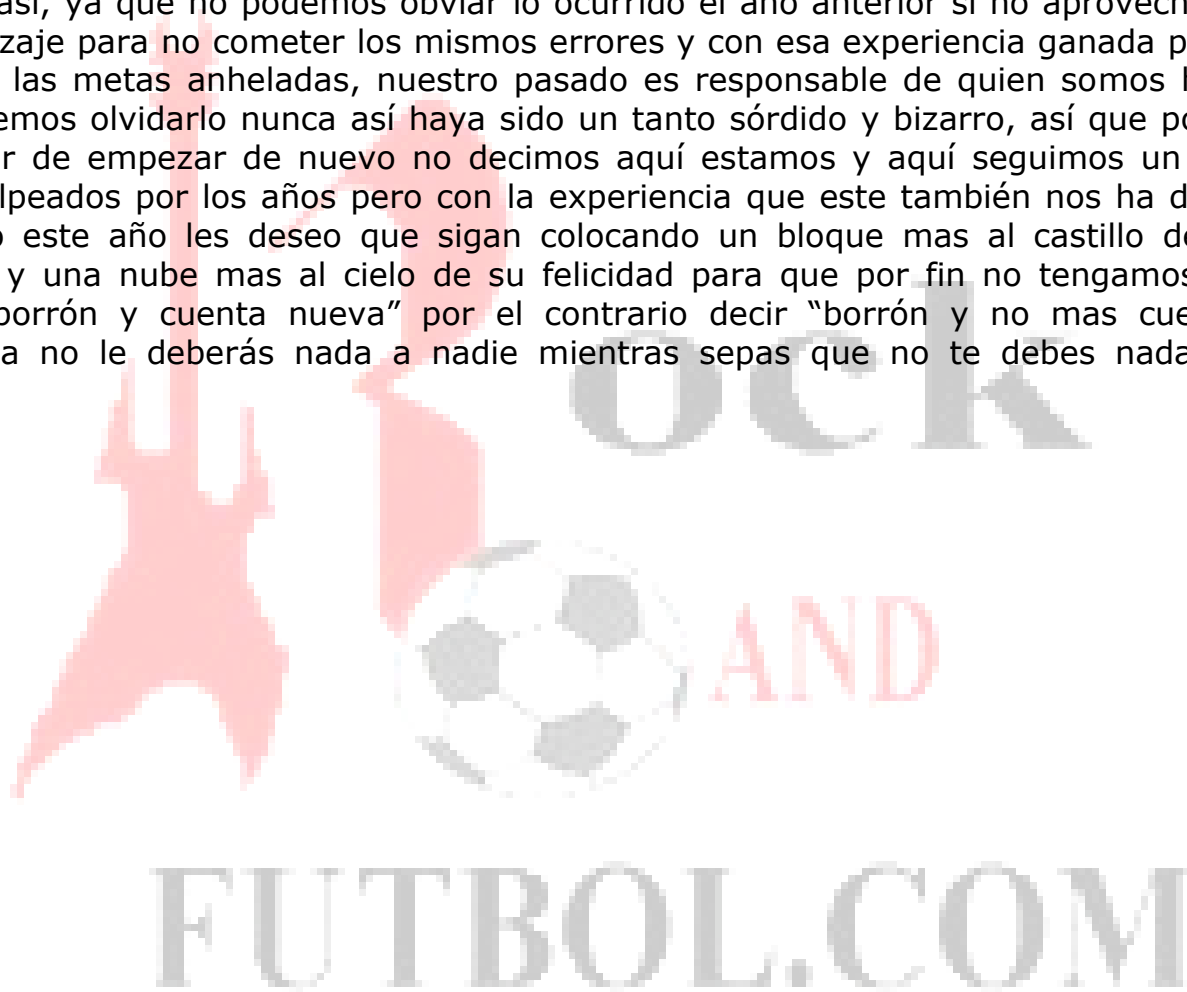 así, ya que no podemos obviar lo ocurrido el año anterior si no aprovech
zaje para no cometer los mismos errores y con esa experiencia ganada p
las metas anheladas, nuestro pasado es responsable de quien somos h
emos olvidarlo nunca así haya sido un tanto sórdido y bizarro, así que po
r de empezar de nuevo no decimos aquí estamos y aquí seguimos un
lpeados por los años pero con la experiencia que este también nos ha d
o este año les deseo que sigan colocando un bloque mas al castillo de
y una nube mas al cielo de su felicidad para que por fin no tengamos
borrón y cuenta nueva” por el contrario decir “borrón y no mas cue
a no le deberás nada a nadie mientras sepas que no te debes nada
Rock
AND
FUTBOL.COM